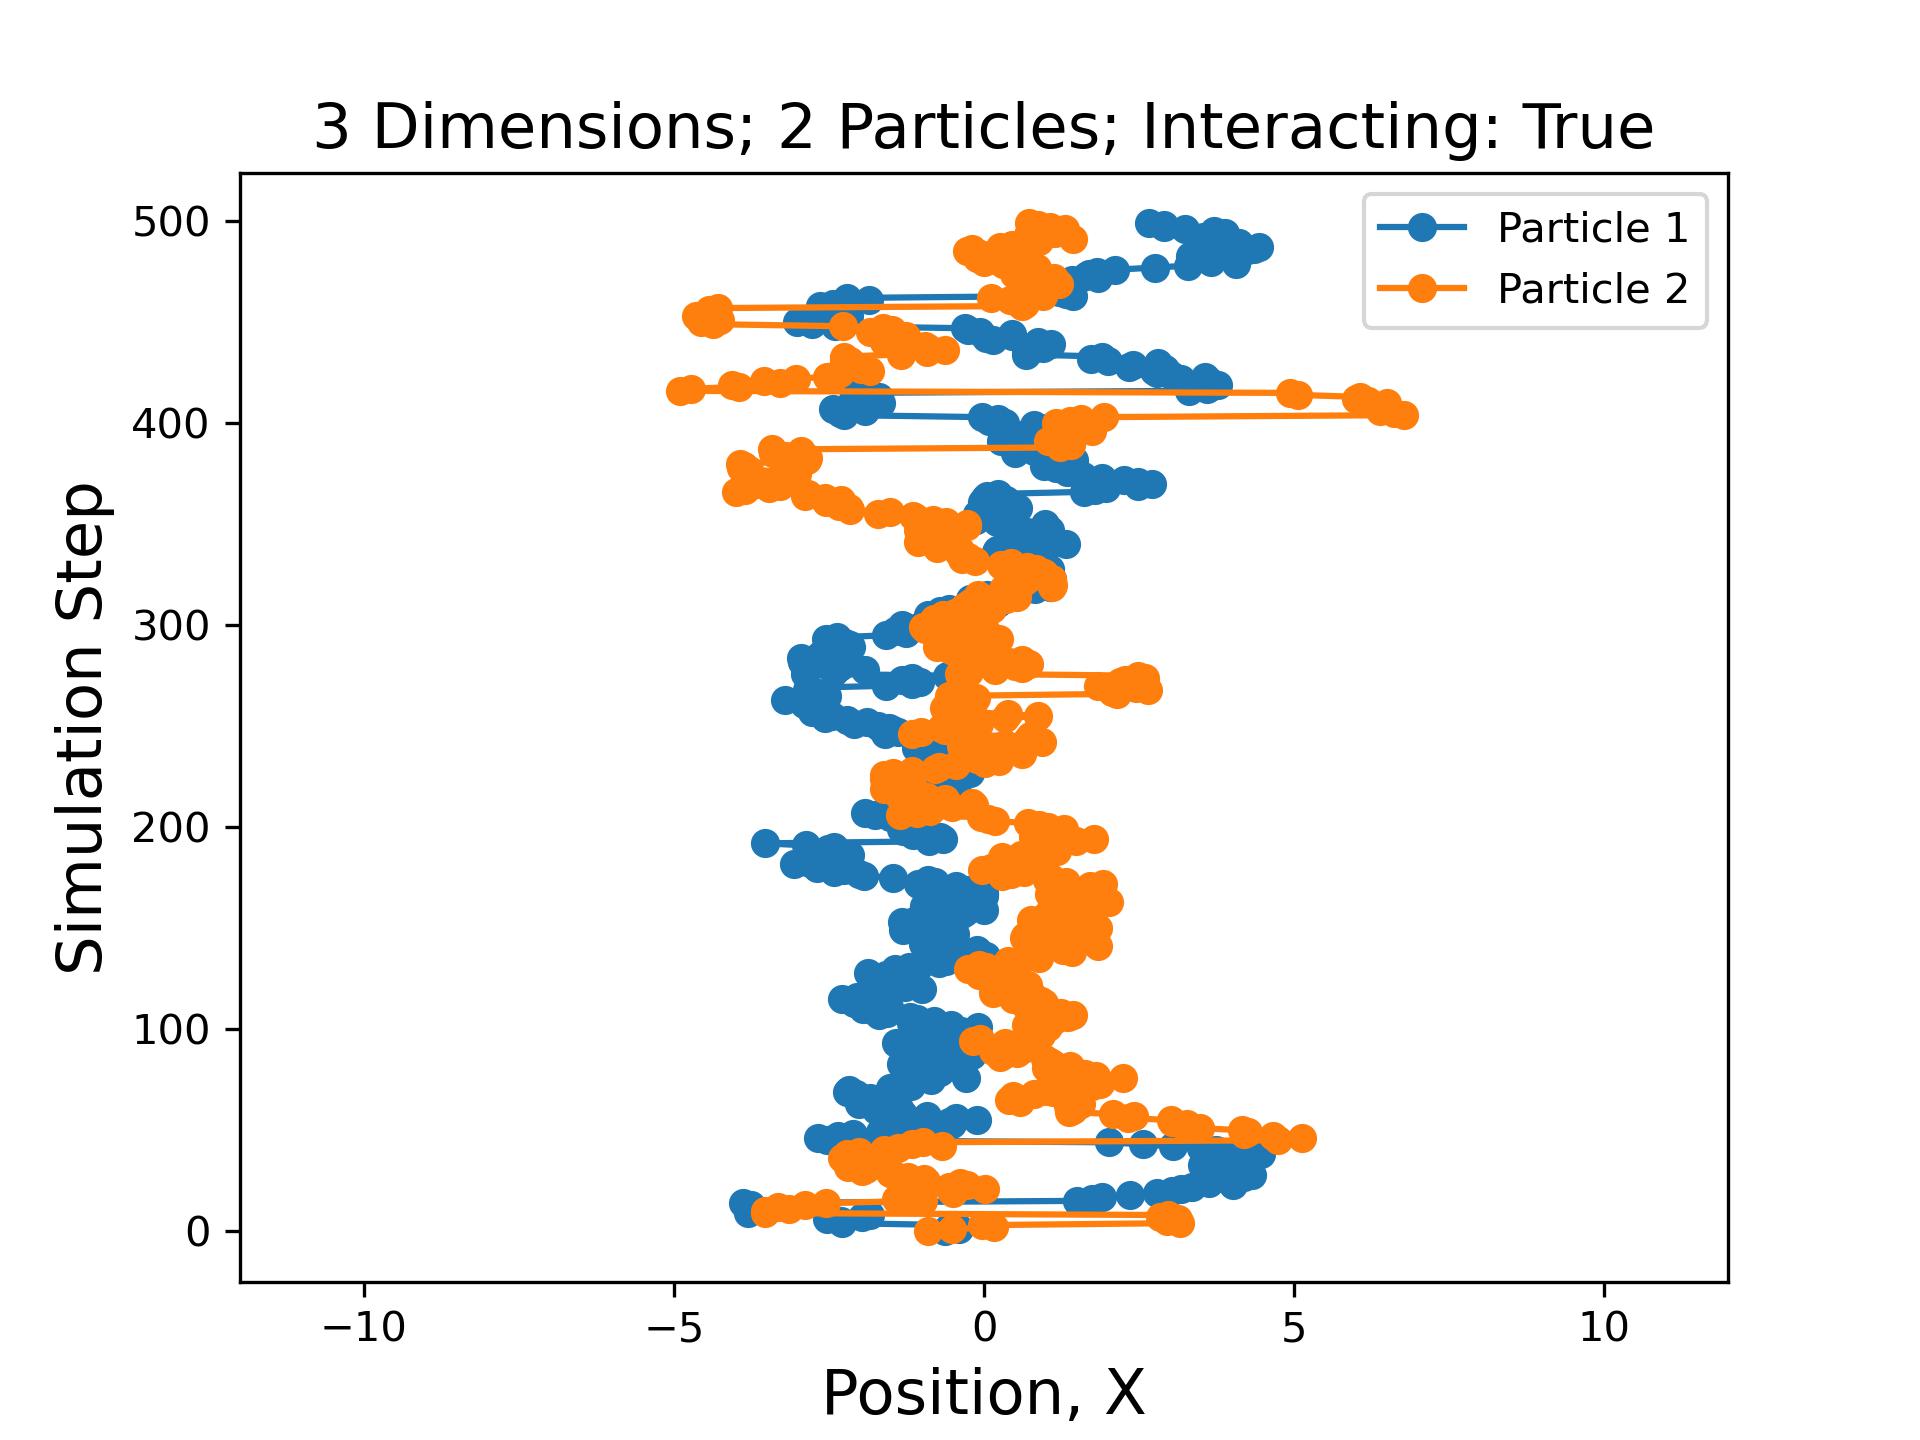 3 Dimensions; 2 Particles; Interacting: True
Particle 1
Particle 2
500
400
300
200
100
0
Simulation Step
−10
−5
0
5
10
Position, X